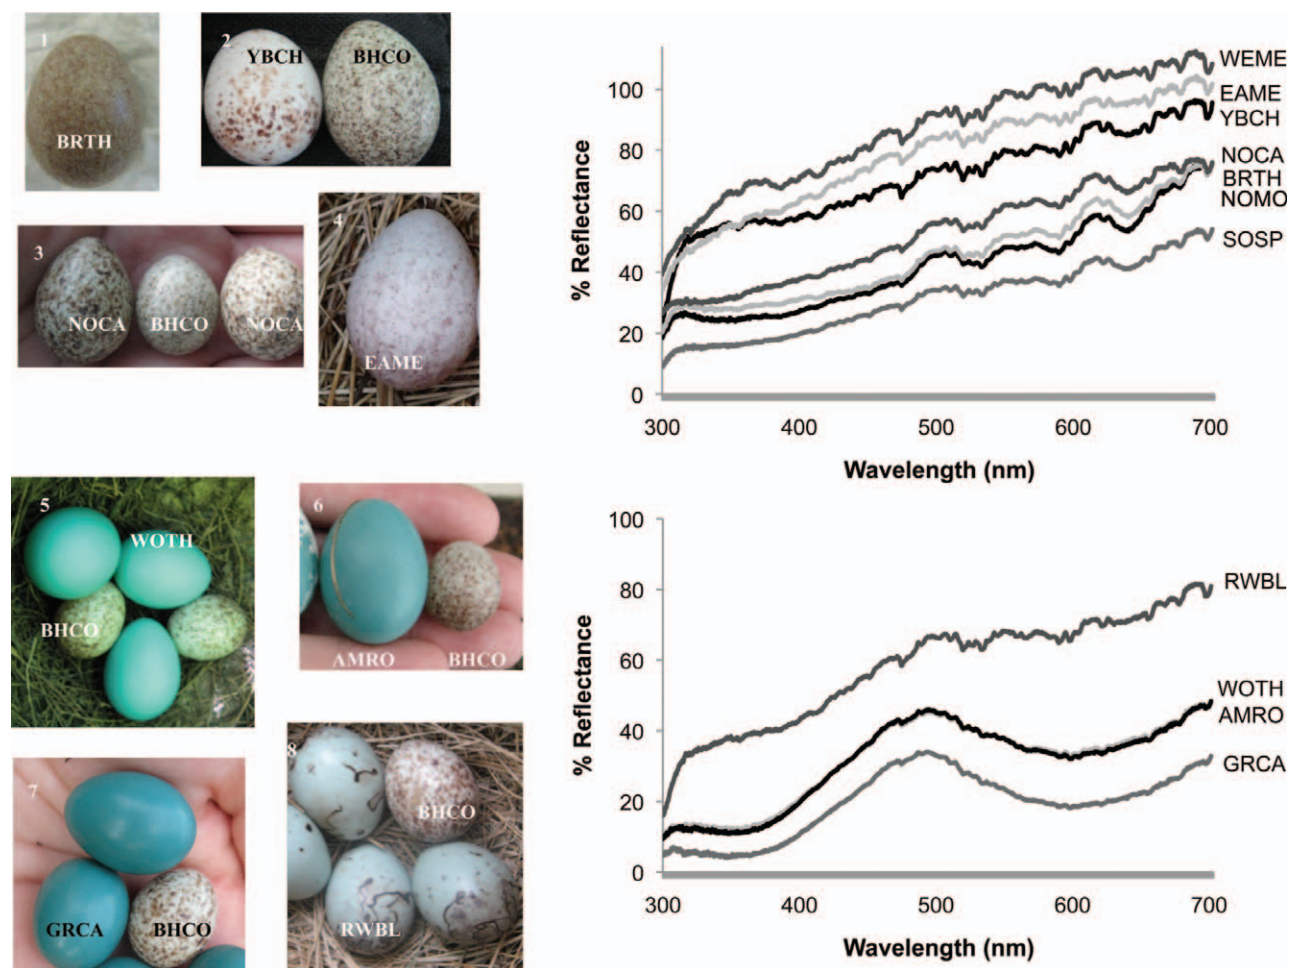 1
BRTH
2
YBCH BHCO
3
NOCA BHCO NOCA
4
EAME
% Reflectance
100
80
60
40
20
0
300 400 500 600 700
Wavelength (nm)
WEME
EAME
YBCH
NOCA
BRTH
NOMO
SOSP
5
WOTH
BHCO
6
AMRO BHCO
7
GRCA BHCO
8
BHCO
RWBL
% Reflectance
100
80
60
40
20
0
300 400 500 600 700
Wavelength (nm)
RWBL
WOTH
AMRO
GRCA